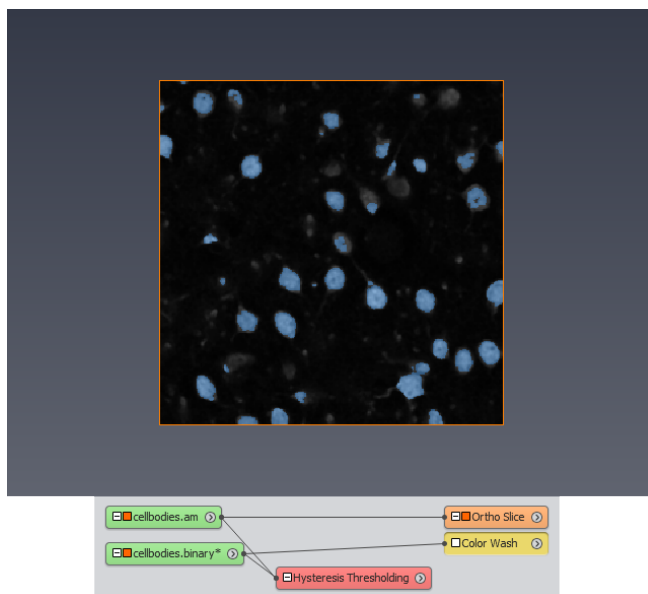 cellbodies.am
Ortho Slice
Color Wash
cellbodies.binary*
Hysteresis Thresholding